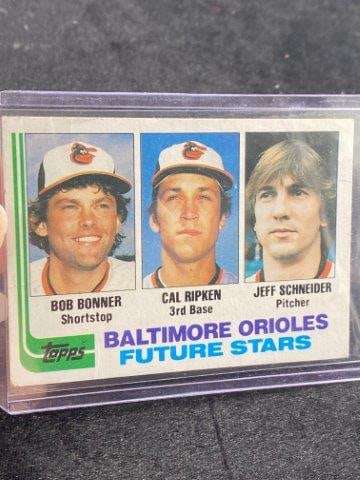 BOB BONNER
Shortstop
CAL RIPKEN
3rd Base
JEFF SCHNEIDER
Pitcher
Topps
BALTIMORE ORIOLES
FUTURE STARS